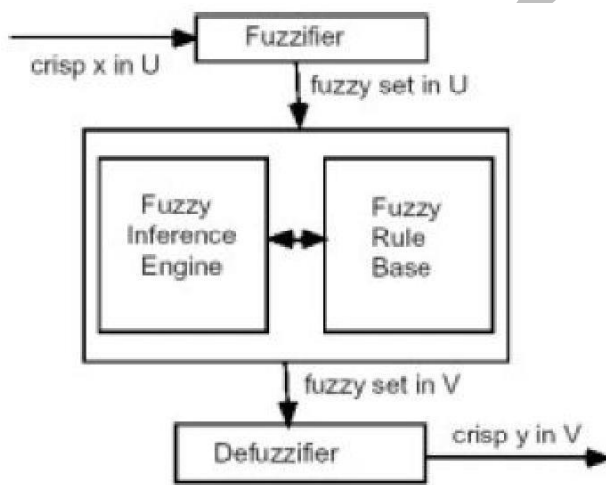 Fuzzifier
crisp x in U
fuzzy set in U
Fuzzy
Inference
Engine
Fuzzy
Rule
Base
fuzzy set in V
Defuzzifier
crisp y in V